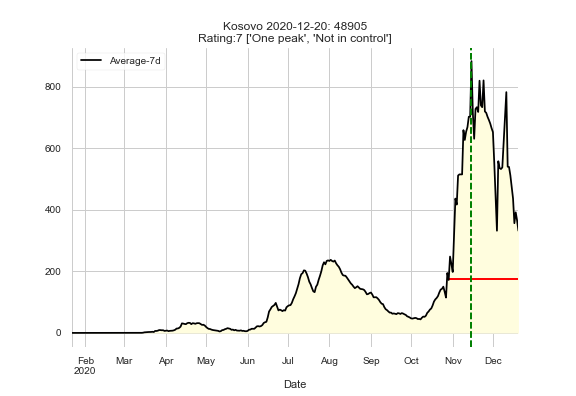 Kosovo 2020-12-20: 48905
Rating:7 ['One peak', 'Not in control']
Average-7d
800
600
400
200
0
Feb Mar Apr May Jun Jul Aug Sep Oct Nov Dec
2020
Date